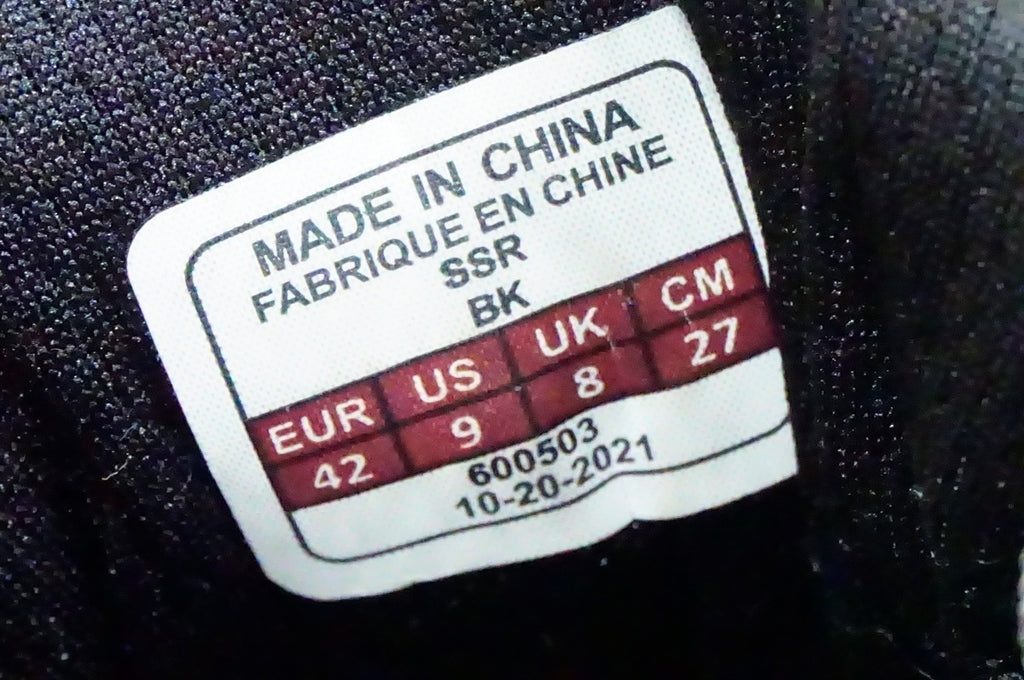 MADE IN CHINA
FABRIQUE EN CHINE
SSR
BK
EUR US UK CM
42 9 8 27
600503
10-20-2021